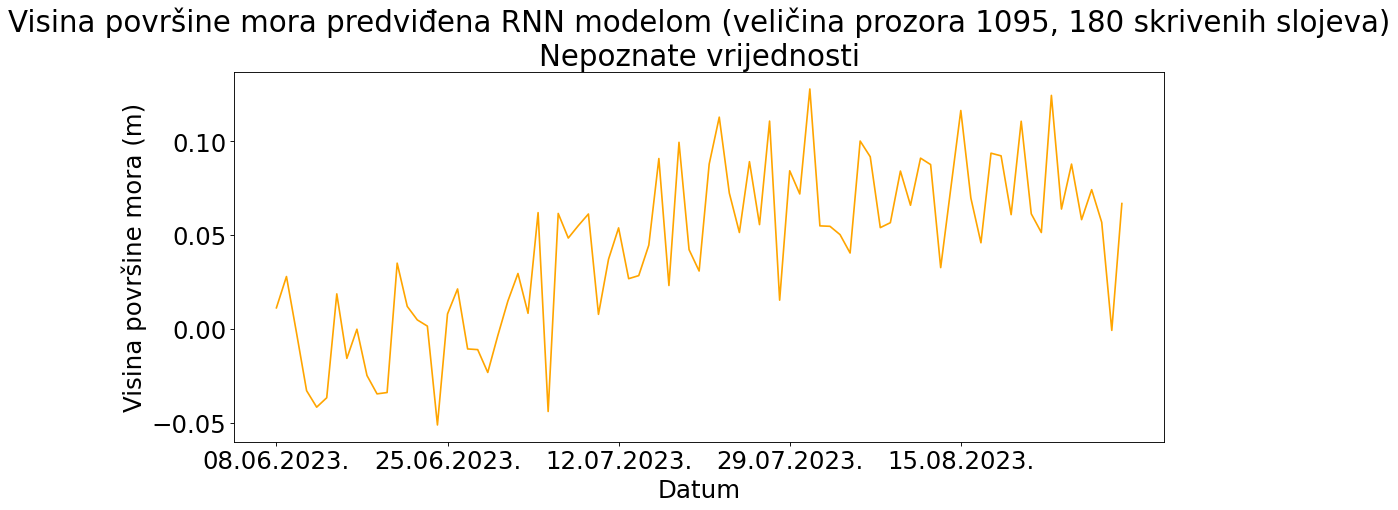 Visina površine mora predviđena RNN modelom (veličina prozora 1095, 180 skrivenih slojeva)
Nepoznate vrijednosti
Visina površine mora (m)
0.10
0.05
0.00
−0.05
08.06.2023. 25.06.2023. 12.07.2023. 29.07.2023. 15.08.2023.
Datum